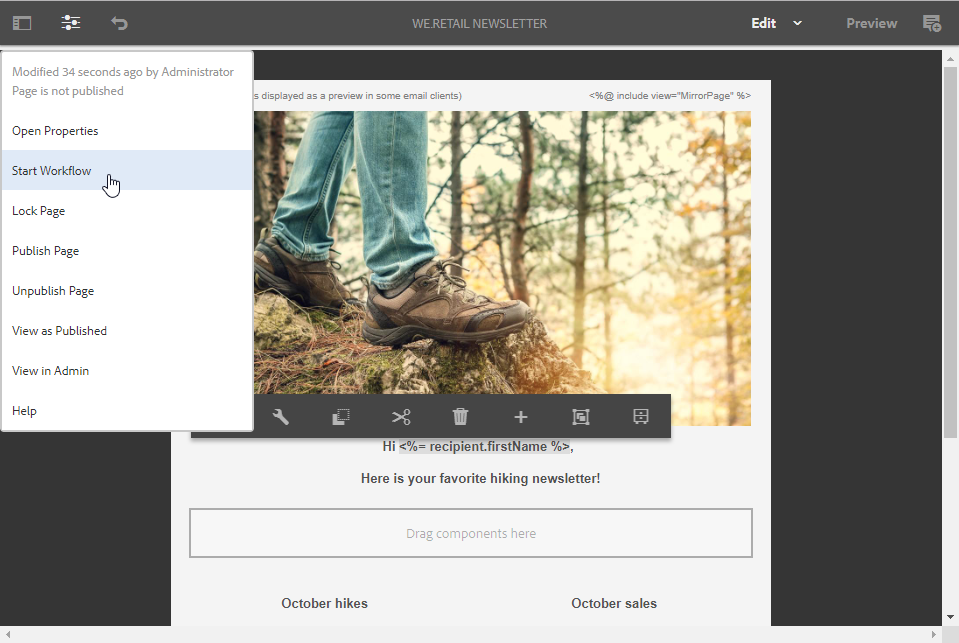 WE.RETAIL NEWSLETTER
Edit
Preview
Modified 34 seconds ago by Administrator
Page is not published
Open Properties
Start Workflow
Lock Page
Publish Page
Unpublish Page
View as Published
View in Admin
Help
s displayed as a preview in some email clients)
<%@ include view="MirrorPage" %>
Hi <%= recipient.firstName %>,
Here is your favorite hiking newsletter!
Drag components here
October hikes
October sales